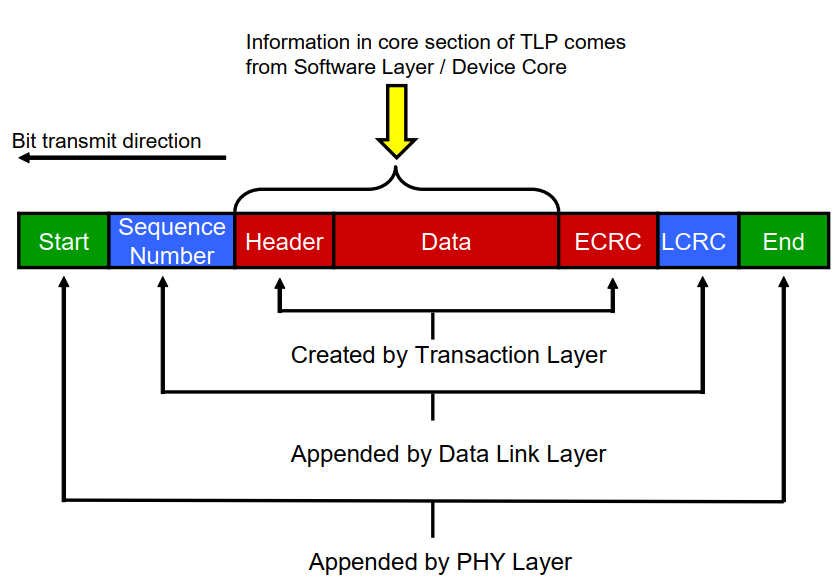 Information in core section of TLP comes
from Software Layer / Device Core
Bit transmit direction
Start
Sequence
Number
Header
Data
ECRC
LCRC
End
Created by Transaction Layer
Appended by Data Link Layer
Appended by PHY Layer